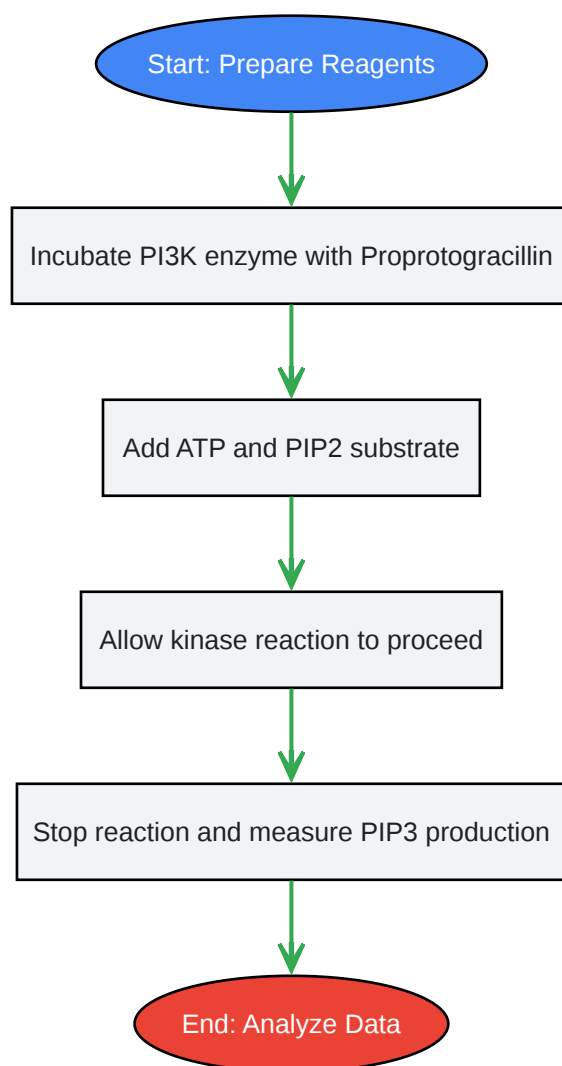 Start: Prepare Reagents
Incubate PI3K enzyme with Proprotogracillin
Add ATP and PIP2 substrate
Allow kinase reaction to proceed
Stop reaction and measure PIP3 production
End: Analyze Data